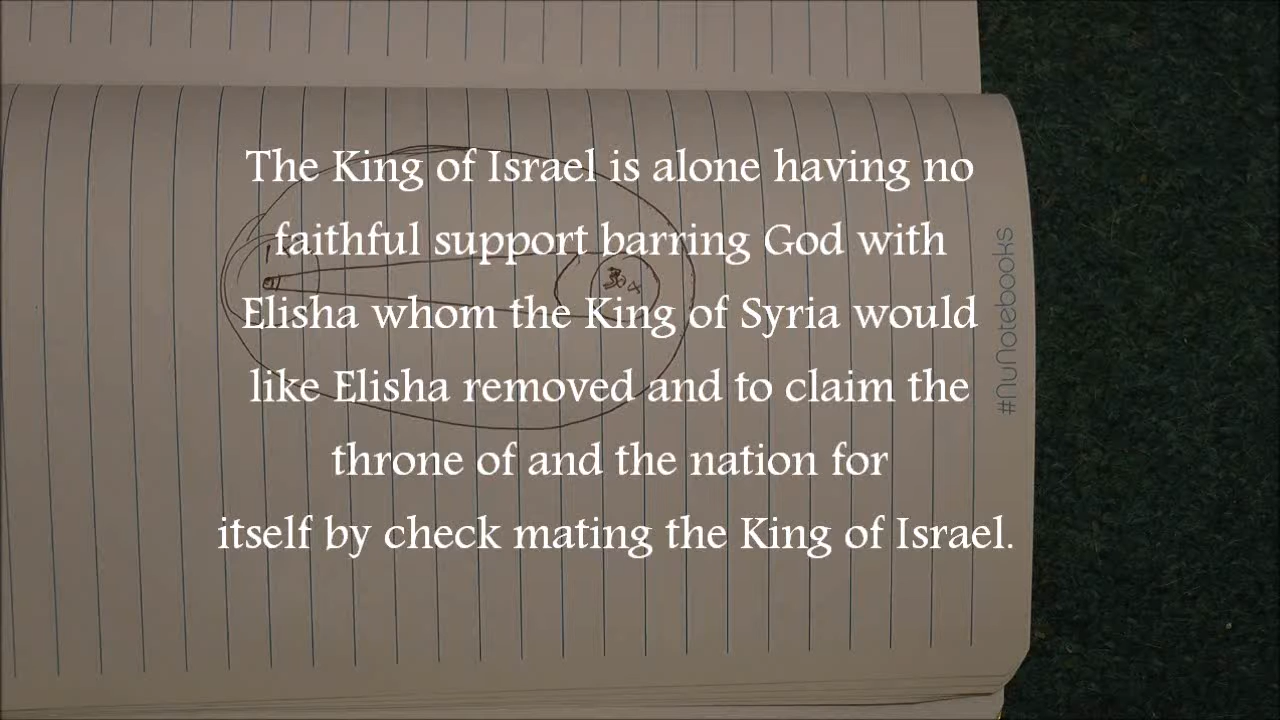 The King of Israel is alone having no
faithful support barring God with
Elisha whom the King of Syria would
like Elisha removed and to claim the
throne of and the nation for
itself by check mating the King of Israel.
#NuNotebooks